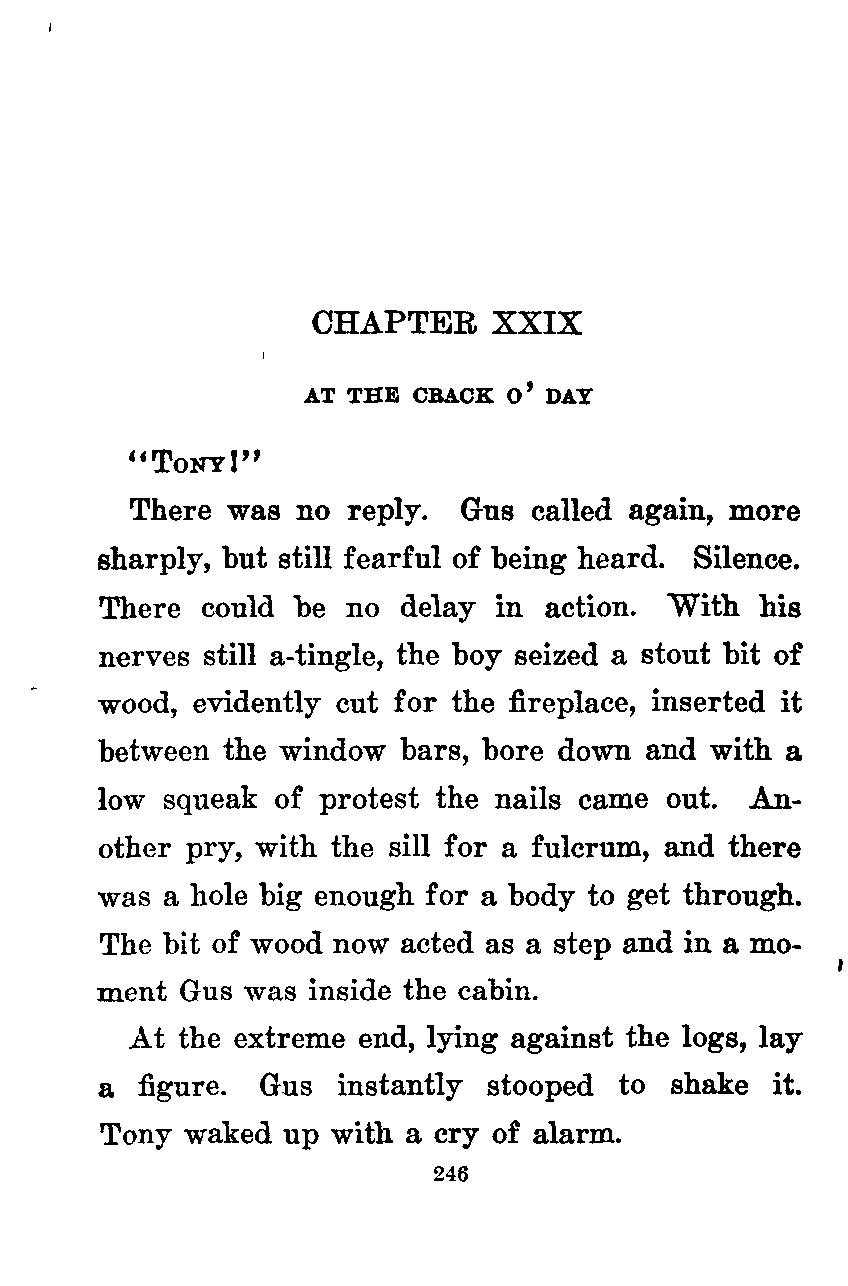 CHAPTER XXIX
AT THE CRACK O' DAY
"TONY!"
There was no reply. Gus called again, more
sharply, but still fearful of being heard. Silence.
There could be no delay in action. With his
nerves still a-tingle, the boy seized a stout bit of
wood, evidently cut for the fireplace, inserted it
between the window bars, bore down and with a
low squeak of protest the nails came out. An-
other pry, with the sill for a fulcrum, and there
was a hole big enough for a body to get through.
The bit of wood now acted as a step and in a mo-
ment Gus was inside the cabin.
At the extreme end, lying against the logs, lay
a figure. Gus instantly stooped to shake it.
Tony waked up with a cry of alarm.
246